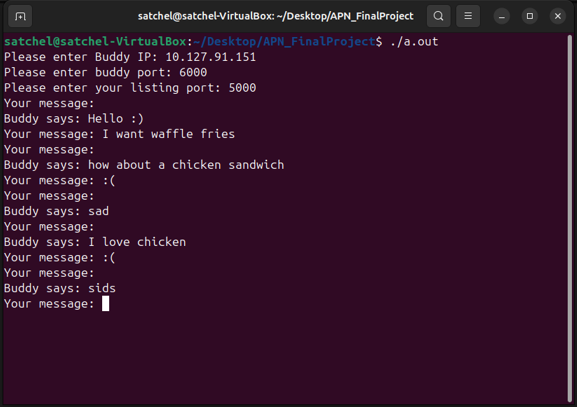 satchel@satchel-VirtualBox: ~/Desktop/APN_FinalProject
satchel@satchel-VirtualBox:~/Desktop/APN_FinalProject$ ./a.out
Please enter Buddy IP: 10.127.91.151
Please enter buddy port: 6000
Please enter your listing port: 5000
Your message:
Buddy says: Hello :)
Your message: I want waffle fries
Your message:
Buddy says: how about a chicken sandwich
Your message: :(
Your message:
Buddy says: sad
Your message:
Buddy says: I love chicken
Your message: :(
Your message:
Buddy says: sids
Your message: